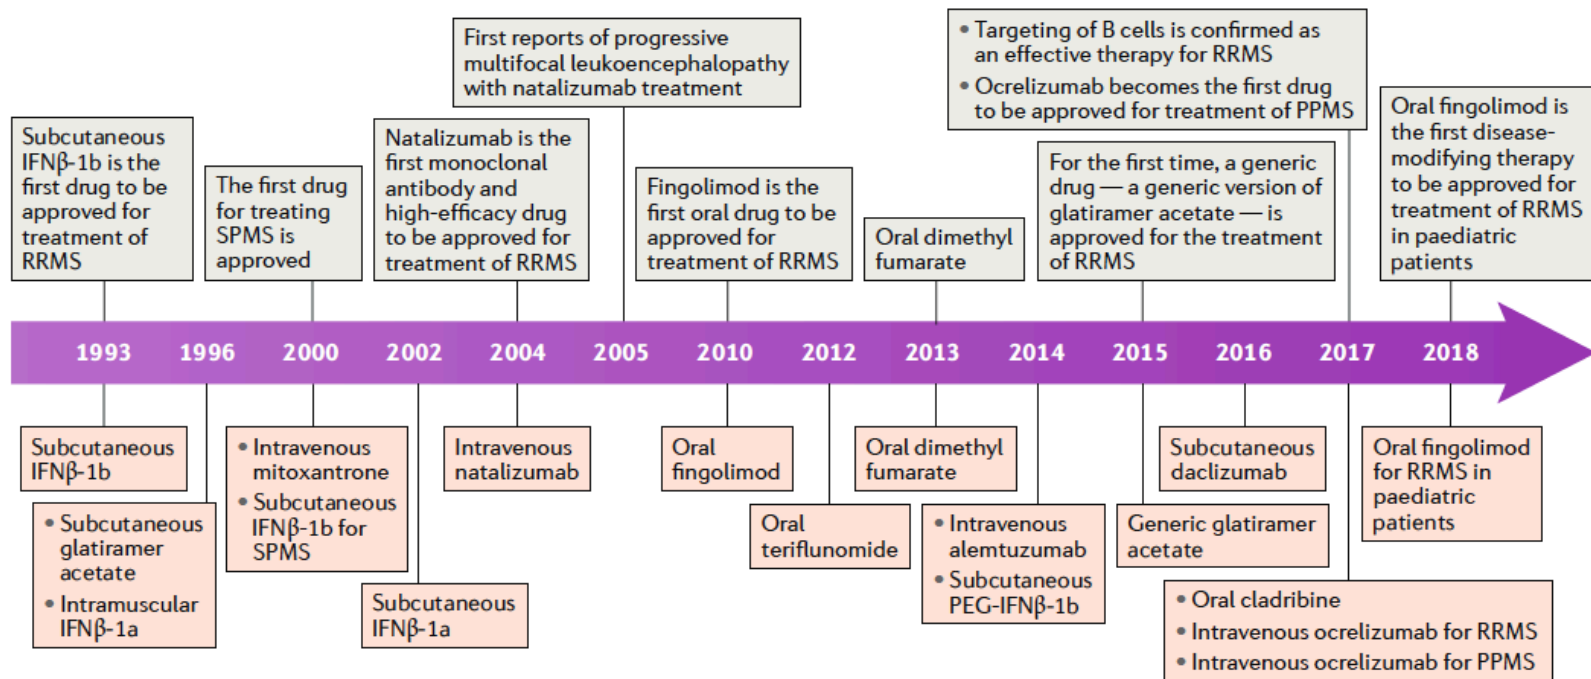 First reports of progressive
multifocal leukoencephalopathy
with natalizumab treatment
• Targeting of B cells is confirmed as
an effective therapy for RRMS
• Ocrelizumab becomes the first drug
to be approved for treatment of PPMS
Subcutaneous
IFNβ-1b is the
first drug to be
approved for
treatment of
RRMS
The first drug
for treating
SPMS is
approved
Natalizumab is the
first monoclonal
antibody and
high-efficacy drug
to be approved for
treatment of RRMS
Fingolimod is the
first oral drug to be
approved for
treatment of RRMS
Oral dimethyl
fumarate
For the first time, a generic
drug — a generic version of
glatiramer acetate — is
approved for the treatment
of RRMS
Oral fingolimod is
the first disease-
modifying therapy
to be approved for
treatment of RRMS
in paediatric
patients
1993 1996 2000 2002 2004 2005 2010 2012 2013 2014 2015 2016 2017 2018
Subcutaneous
IFNβ-1b
• Subcutaneous
glatiramer
acetate
• Intramuscular
IFNβ-1a
• Intravenous
mitoxantrone
• Subcutaneous
IFNβ-1b for
SPMS
Subcutaneous
IFNβ-1a
Intravenous
natalizumab
Oral
fingolimod
Oral
teriflunomide
Oral dimethyl
fumarate
• Intravenous
alemtuzumab
• Subcutaneous
PEG-IFNβ-1b
Generic glatiramer
acetate
Subcutaneous
daclizumab
• Oral cladribine
• Intravenous ocrelizumab for RRMS
• Intravenous ocrelizumab for PPMS
Oral fingolimod
for RRMS in
paediatric
patients